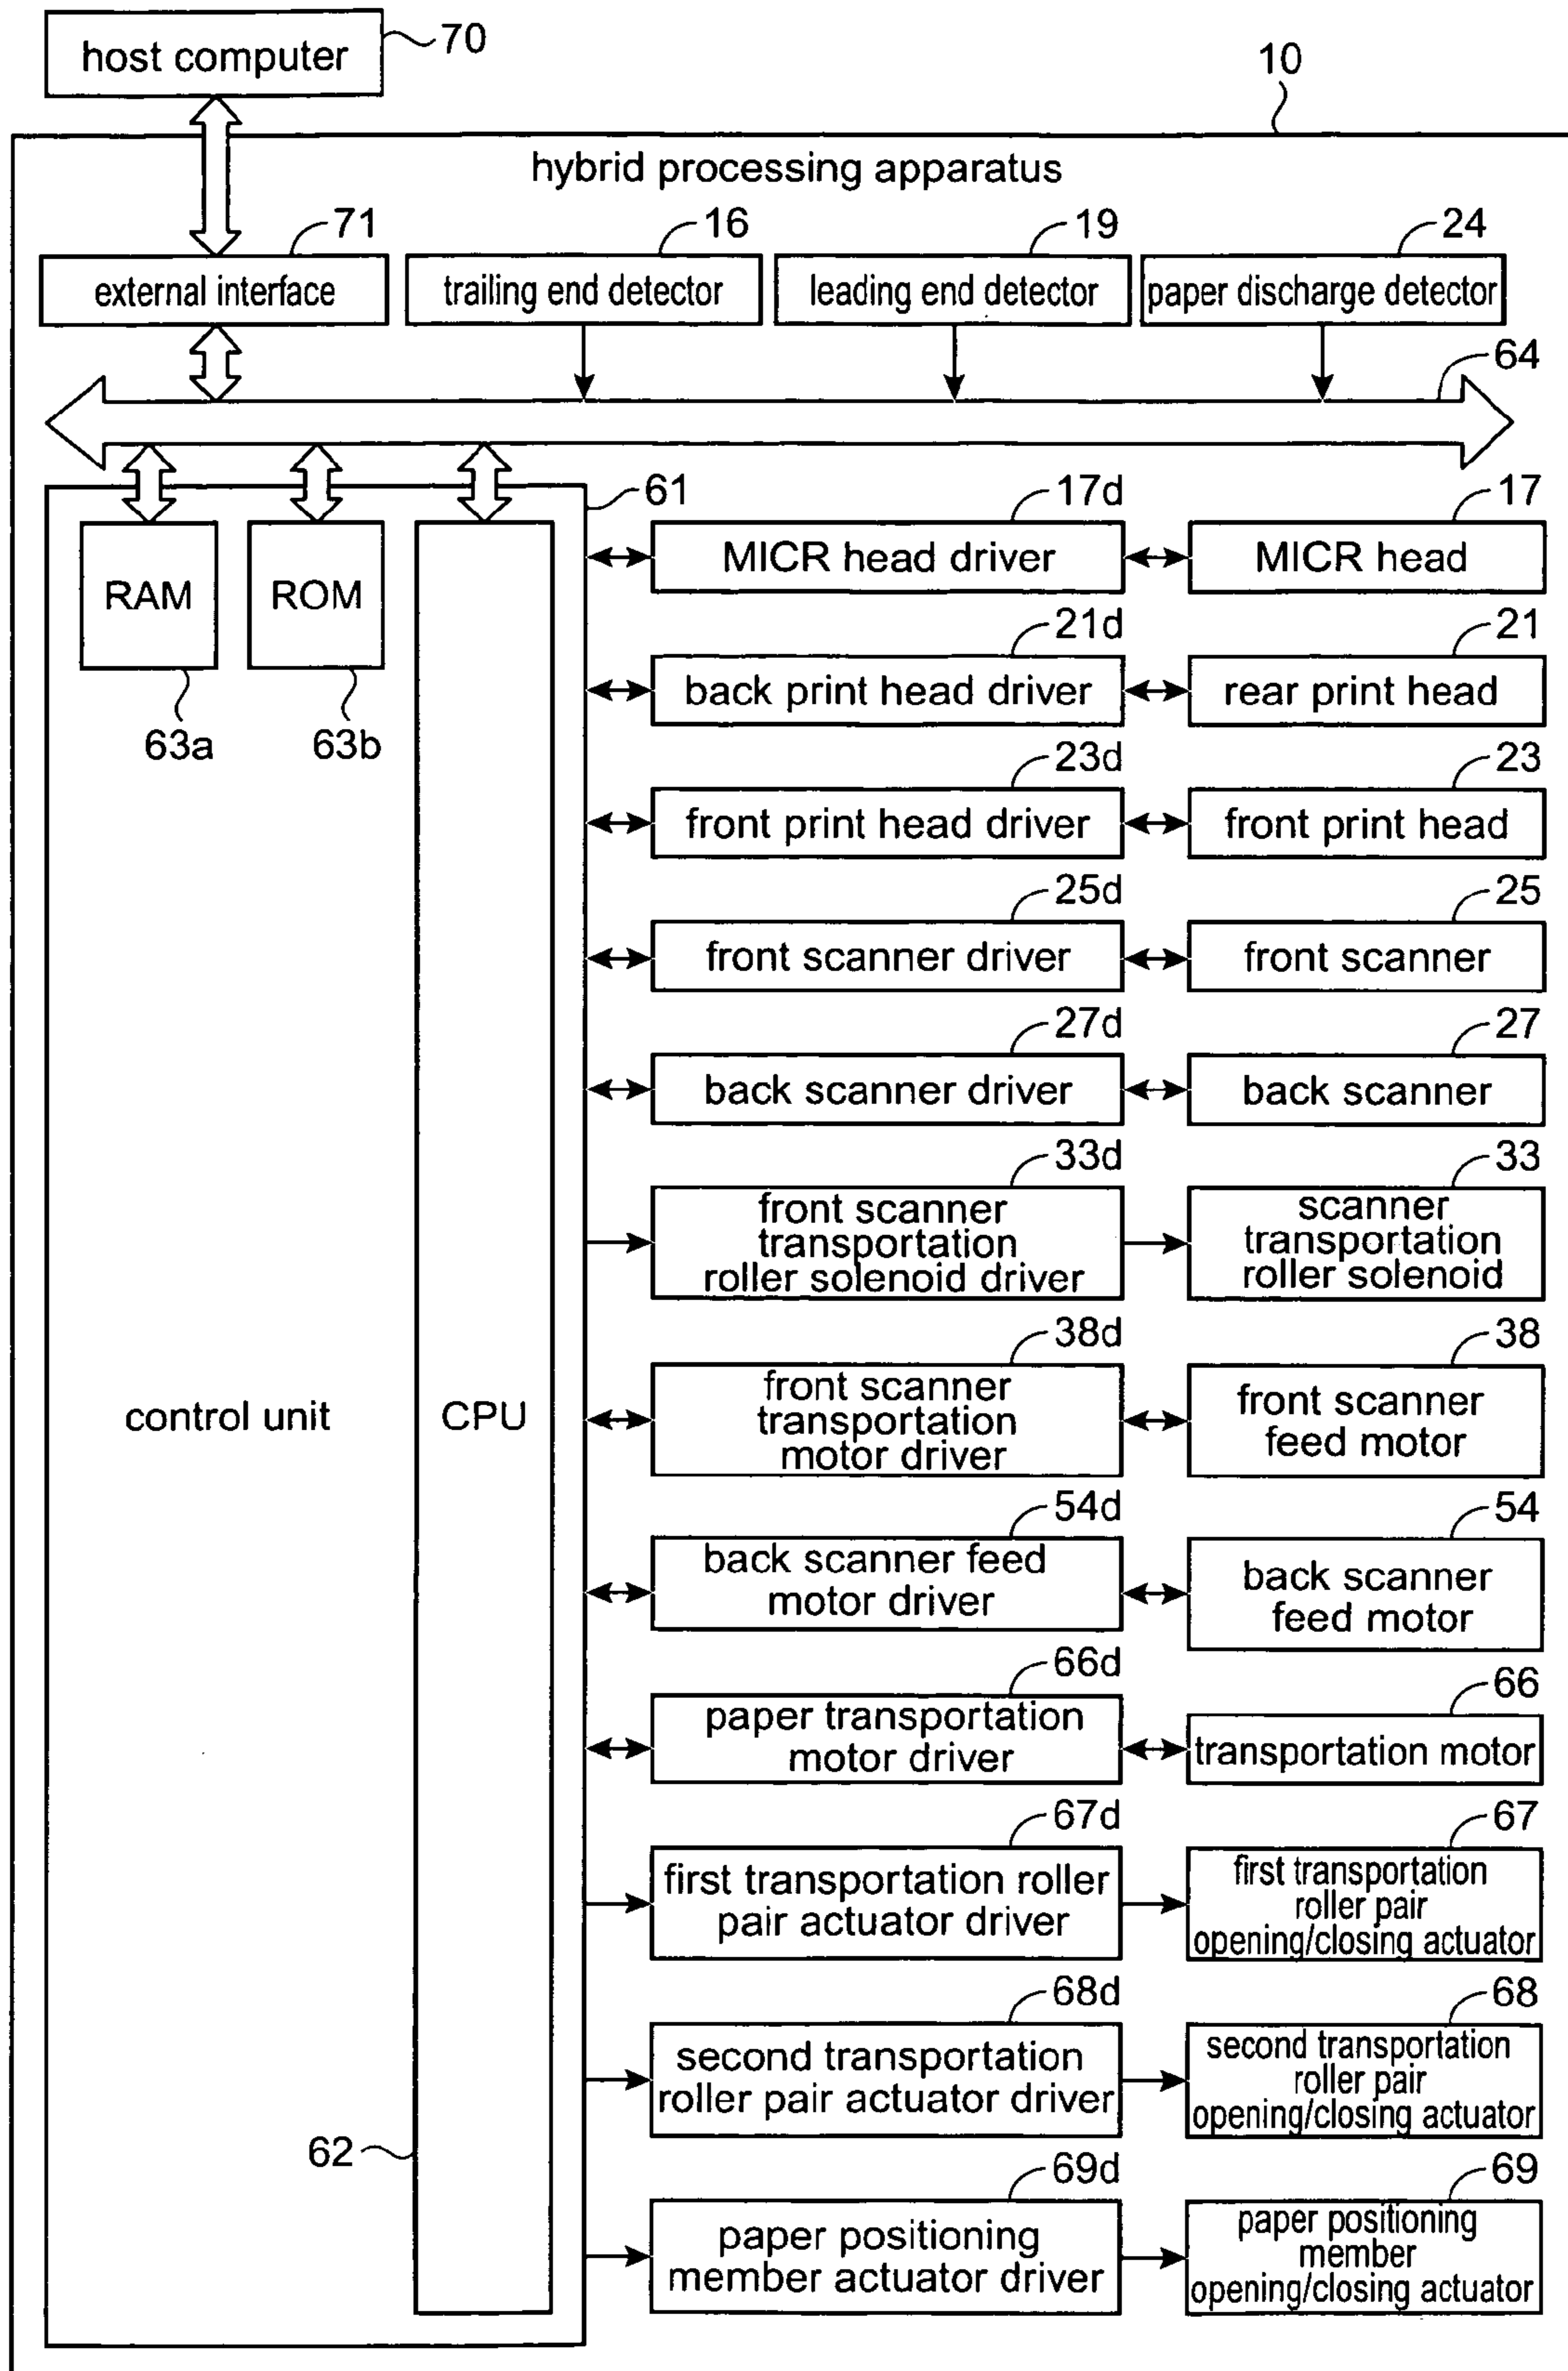 host computer
70
10
hybrid processing apparatus
71
16
19
24
external interface
trailing end detector
leading end detector
paper discharge detector
64
61
17d
17
RAM
ROM
MICR head driver
MICR head
63a
63b
21d
21
back print head driver
rear print head
23d
23
front print head driver
front print head
25d
25
front scanner driver
front scanner
27d
27
back scanner driver
back scanner
33d
33
front scanner
transportation
roller solenoid driver
scanner
transportation
roller solenoid
38d
38
control unit
CPU
front scanner
transportation
motor driver
front scanner
feed motor
54d
54
back scanner feed
motor driver
back scanner
feed motor
66d
66
paper transportation
motor driver
transportation motor
67d
67
first transportation roller
pair actuator driver
first transportation
roller pair
opening/closing actuator
68d
68
second transportation
roller pair actuator driver
second transportation
roller pair
opening/closing actuator
62
69d
69
paper positioning
member actuator driver
paper positioning
member
opening/closing actuator